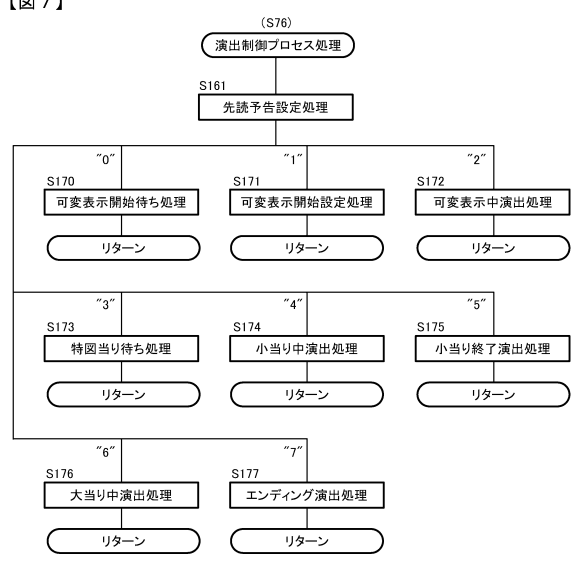 【図７】
(S76)
演出制御プロセス処理
S161
先読予告設定処理
"0"
"1"
"2"
S170
S171
S172
可変表示開始待ち処理
可変表示開始設定処理
可変表示中演出処理
リターン
リターン
リターン
"3"
"4"
"5"
S173
S174
S175
特図当り待ち処理
小当り中演出処理
小当り終了演出処理
リターン
リターン
リターン
"6"
"7"
S176
S177
大当り中演出処理
エンディング演出処理
リターン
リターン